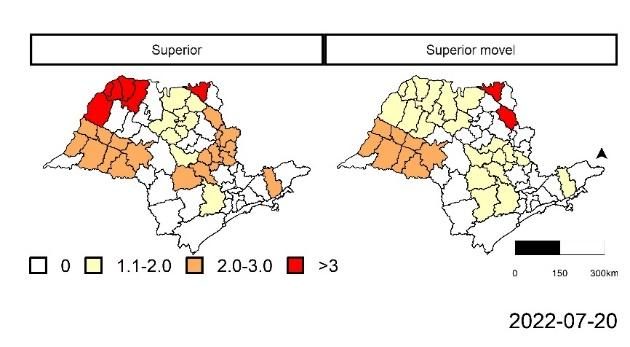 Superior
Superior movel
0 1.1-2.0 2.0-3.0 >3
0 150 300km
2022-07-20